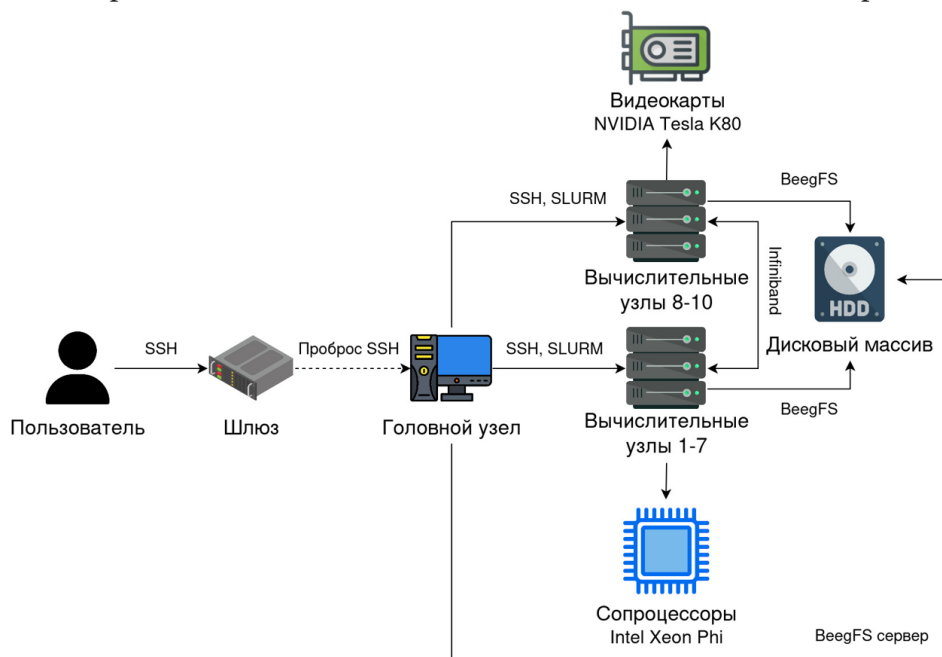 Видеокарты
NVIDIA Tesla K80
SSH, SLURM
BeegFS
Вычислительные
узлы 8-10
Infiniband
HDD
Дисковый массив
SSH
Проброс SSH
SSH, SLURM
BeegFS
Пользователь
Шлюз
Головной узел
Вычислительные
узлы 1-7
Сопроцессоры
Intel Xeon Phi
BeegFS сервер